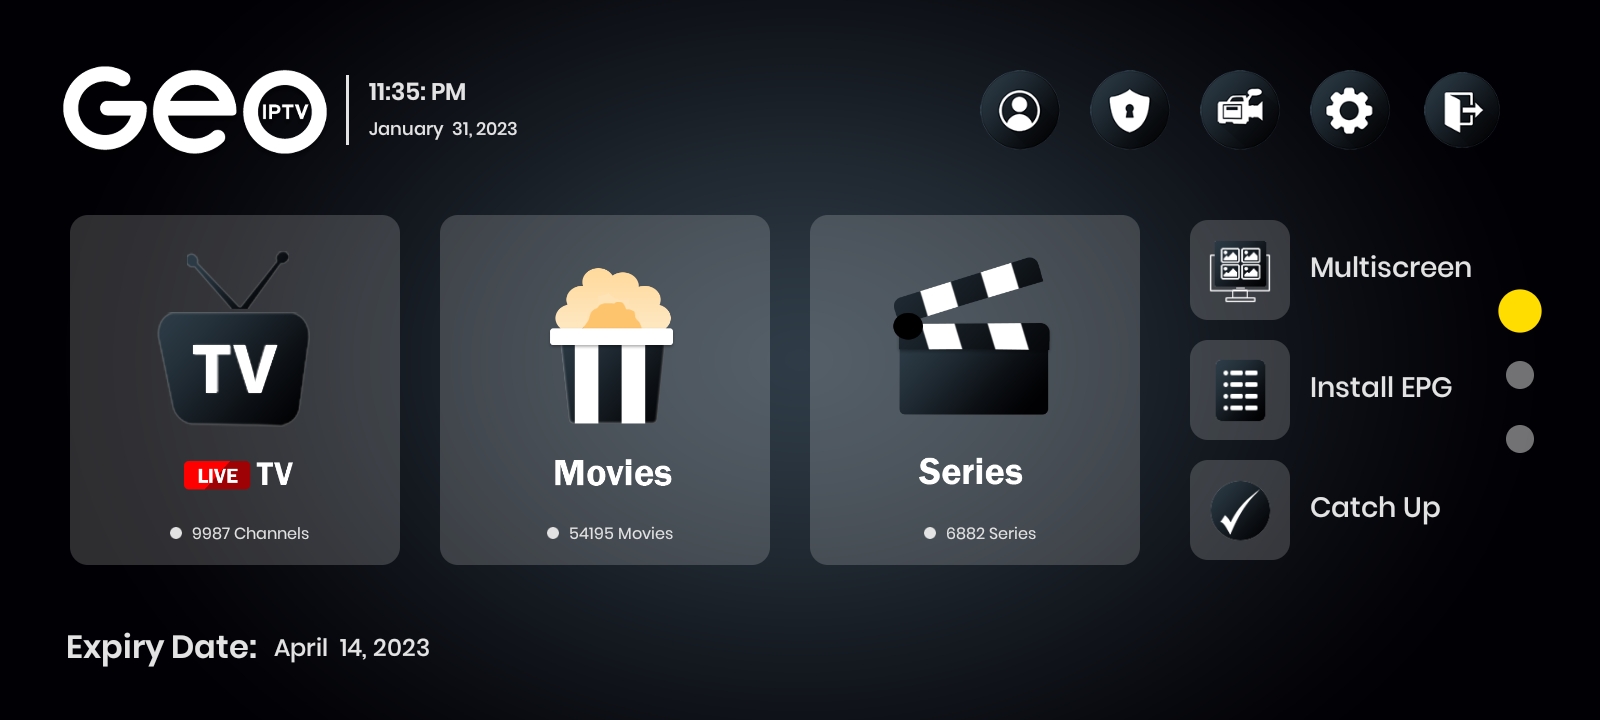 Geo IPTV
11:35: PM
January 31, 2023
TV
LIVE TV
9987 Channels
Movies
54195 Movies
Series
6882 Series
Multiscreen
Install EPG
Catch Up
Expiry Date: April 14, 2023